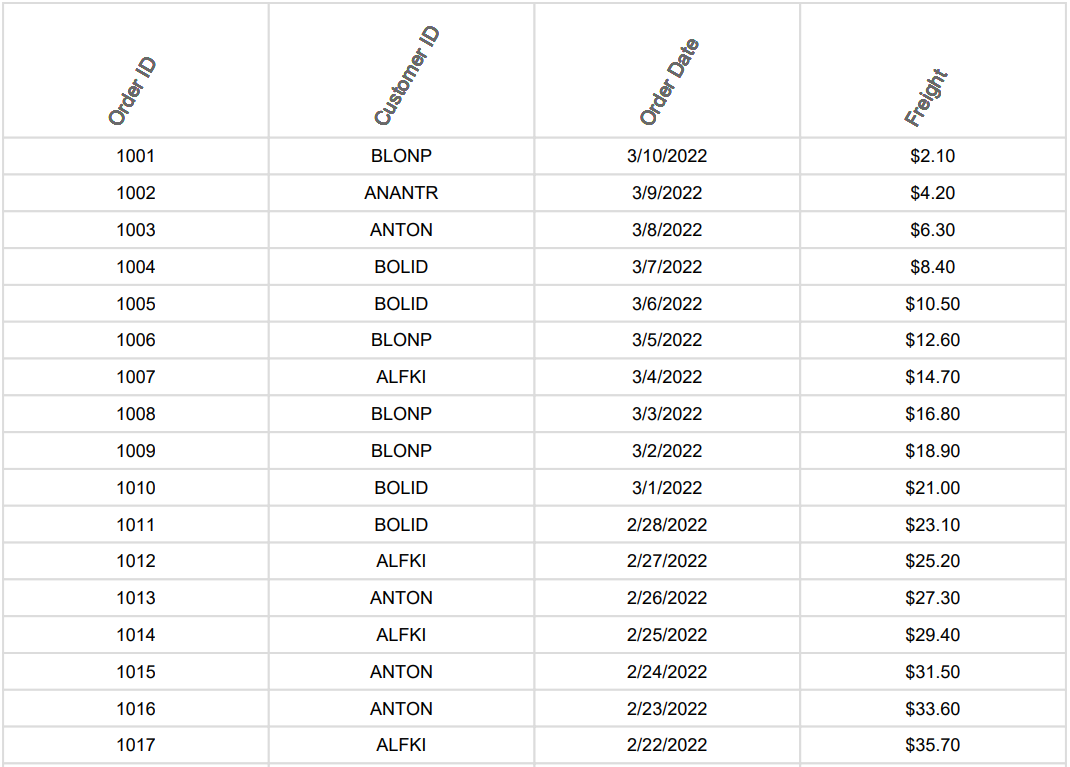 Order ID Customer ID Order Date Freight
1001 BLONP 3/10/2022 $2.10
1002 ANANTR 3/9/2022 $4.20
1003 ANTON 3/8/2022 $6.30
1004 BOLID 3/7/2022 $8.40
1005 BOLID 3/6/2022 $10.50
1006 BLONP 3/5/2022 $12.60
1007 ALFKI 3/4/2022 $14.70
1008 BLONP 3/3/2022 $16.80
1009 BLONP 3/2/2022 $18.90
1010 BOLID 3/1/2022 $21.00
1011 BOLID 2/28/2022 $23.10
1012 ALFKI 2/27/2022 $25.20
1013 ANTON 2/26/2022 $27.30
1014 ALFKI 2/25/2022 $29.40
1015 ANTON 2/24/2022 $31.50
1016 ANTON 2/23/2022 $33.60
1017 ALFKI 2/22/2022 $35.70